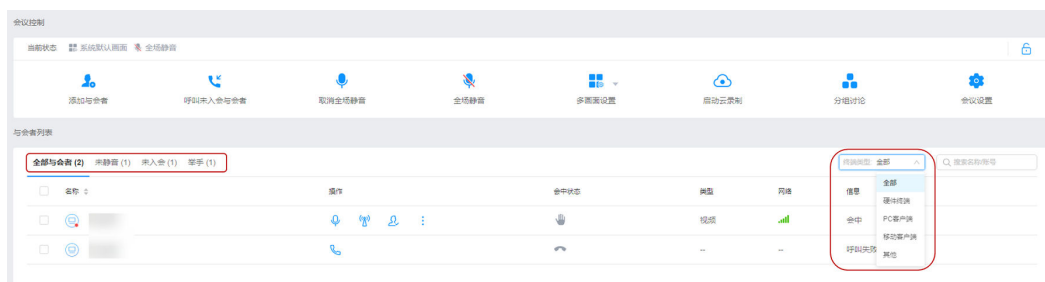 会议控制
当前状态 系统默认画面 全场静音
添加与会者 呼叫未入会与会者 取消全场静音 全场静音 多画面设置 启动云录制 分组讨论 会议设置
与会者列表
全部与会者 (2) 未静音 (1) 未入会 (1) 举手 (1) 终端类型 全部 搜索名称/账号
名称 操作 会中状态 类型 网络 信息
全部
硬件终端
视频 会中 PC客户端
移动客户端
-- -- 呼叫失败
其他